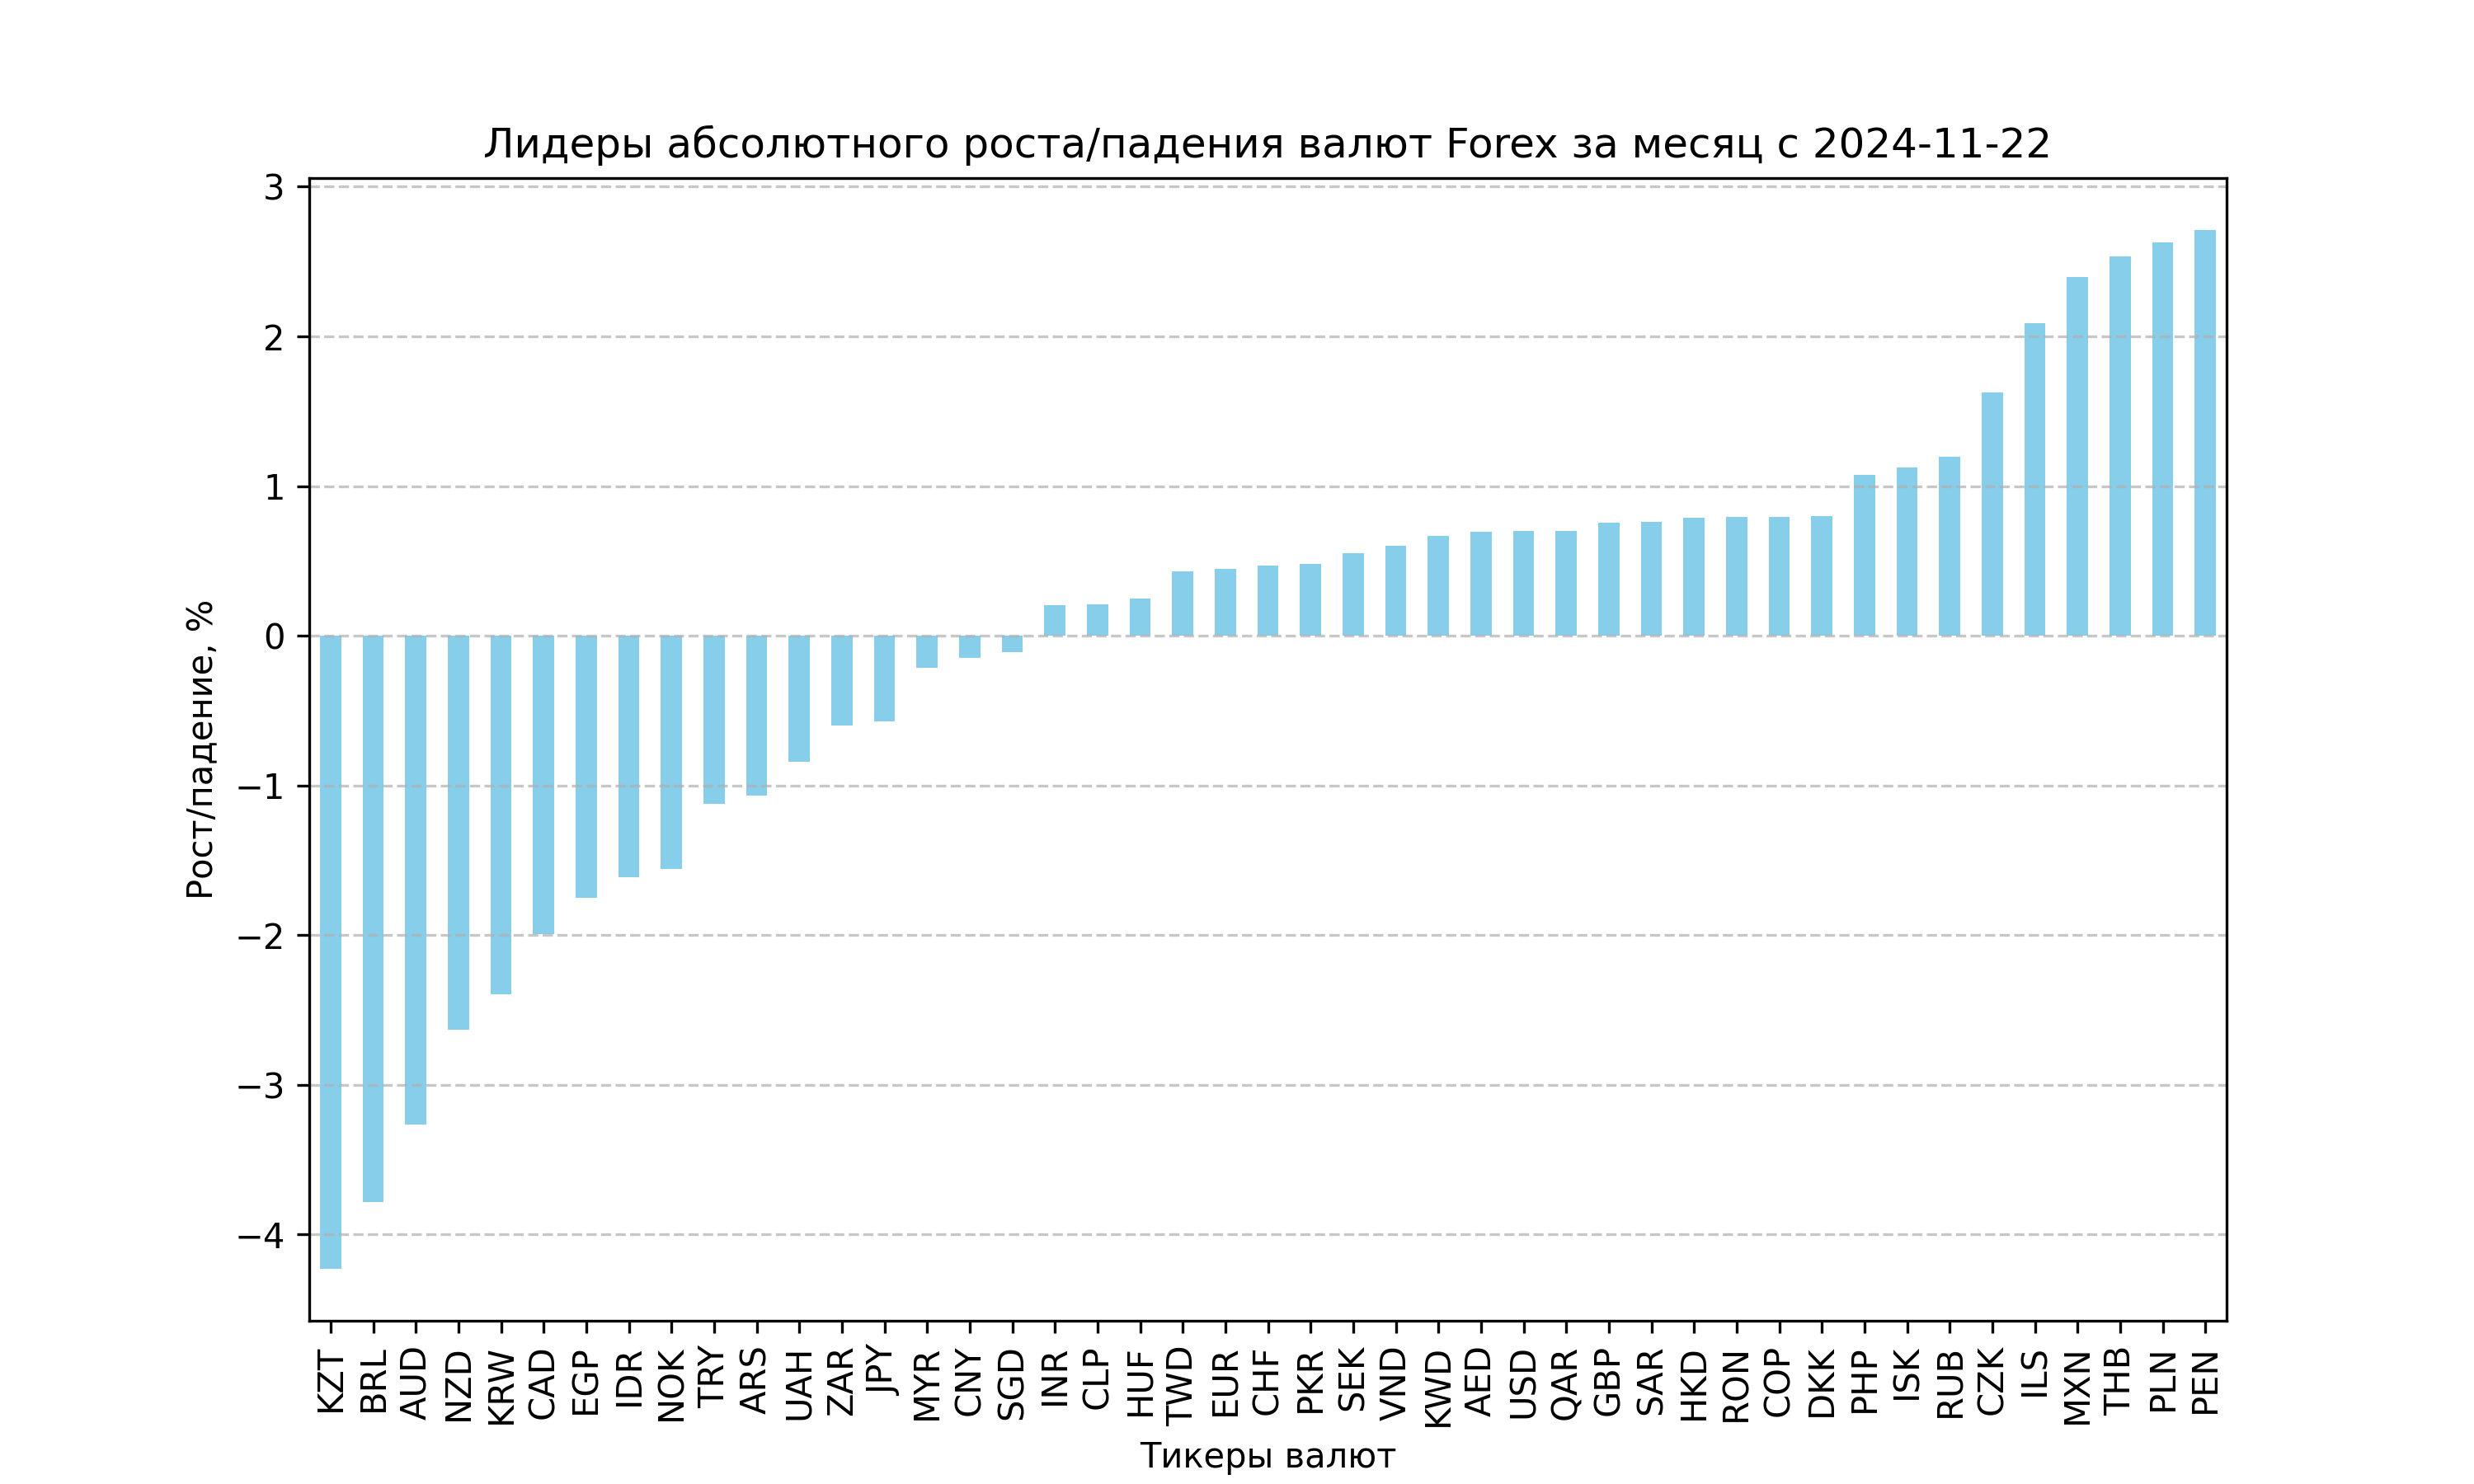 Лидеры абсолютного роста/падения валют Forex за месяц с 2024-11-22
Рост/падение, %
3
2
1
0
−1
−2
−3
−4
KZT
BRL
AUD
NZD
KRW
CAD
EGP
IDR
NOK
TRY
ARS
UAH
ZAR
JPY
MYR
CNY
SGD
INR
CLP
HUF
TWD
EUR
CHF
PKR
SEK
VND
KWD
AED
USD
QAR
GBP
SAR
HKD
RON
COP
DKK
PHP
ISK
RUB
CZK
ILS
MXN
THB
PLN
PEN
Тикеры валют